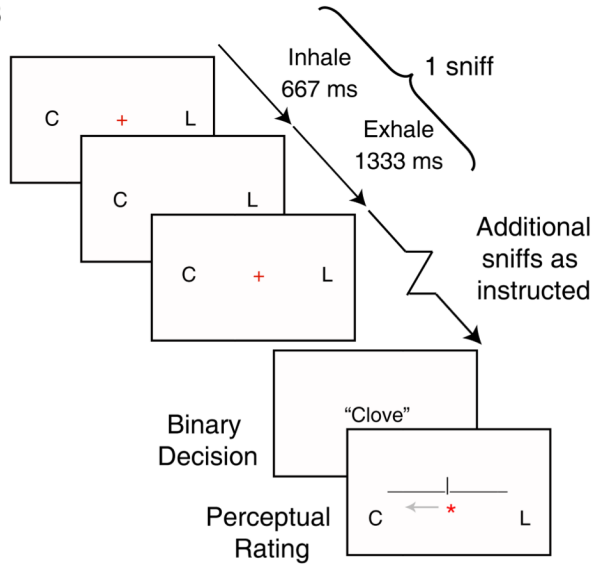 Inhale
667 ms
1 sniff
C + L
Exhale
1333 ms
C L
C + L
Additional
sniffs as
instructed
“Clove”
Binary
Decision
C * L
Perceptual
Rating